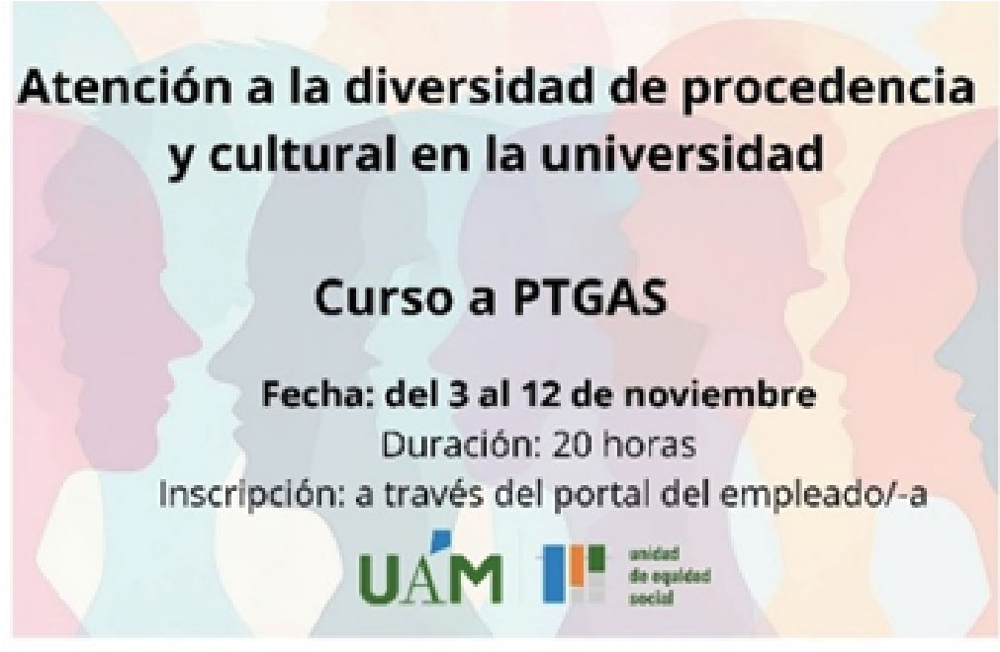 Atención a la diversidad de procedencia
y cultural en la universidad
Curso a PTGAS
Fecha: del 3 al 12 de noviembre
Duración: 20 horas
Inscripción: a través del portal del empleado/-a
UAM
unidad
de equidad
social